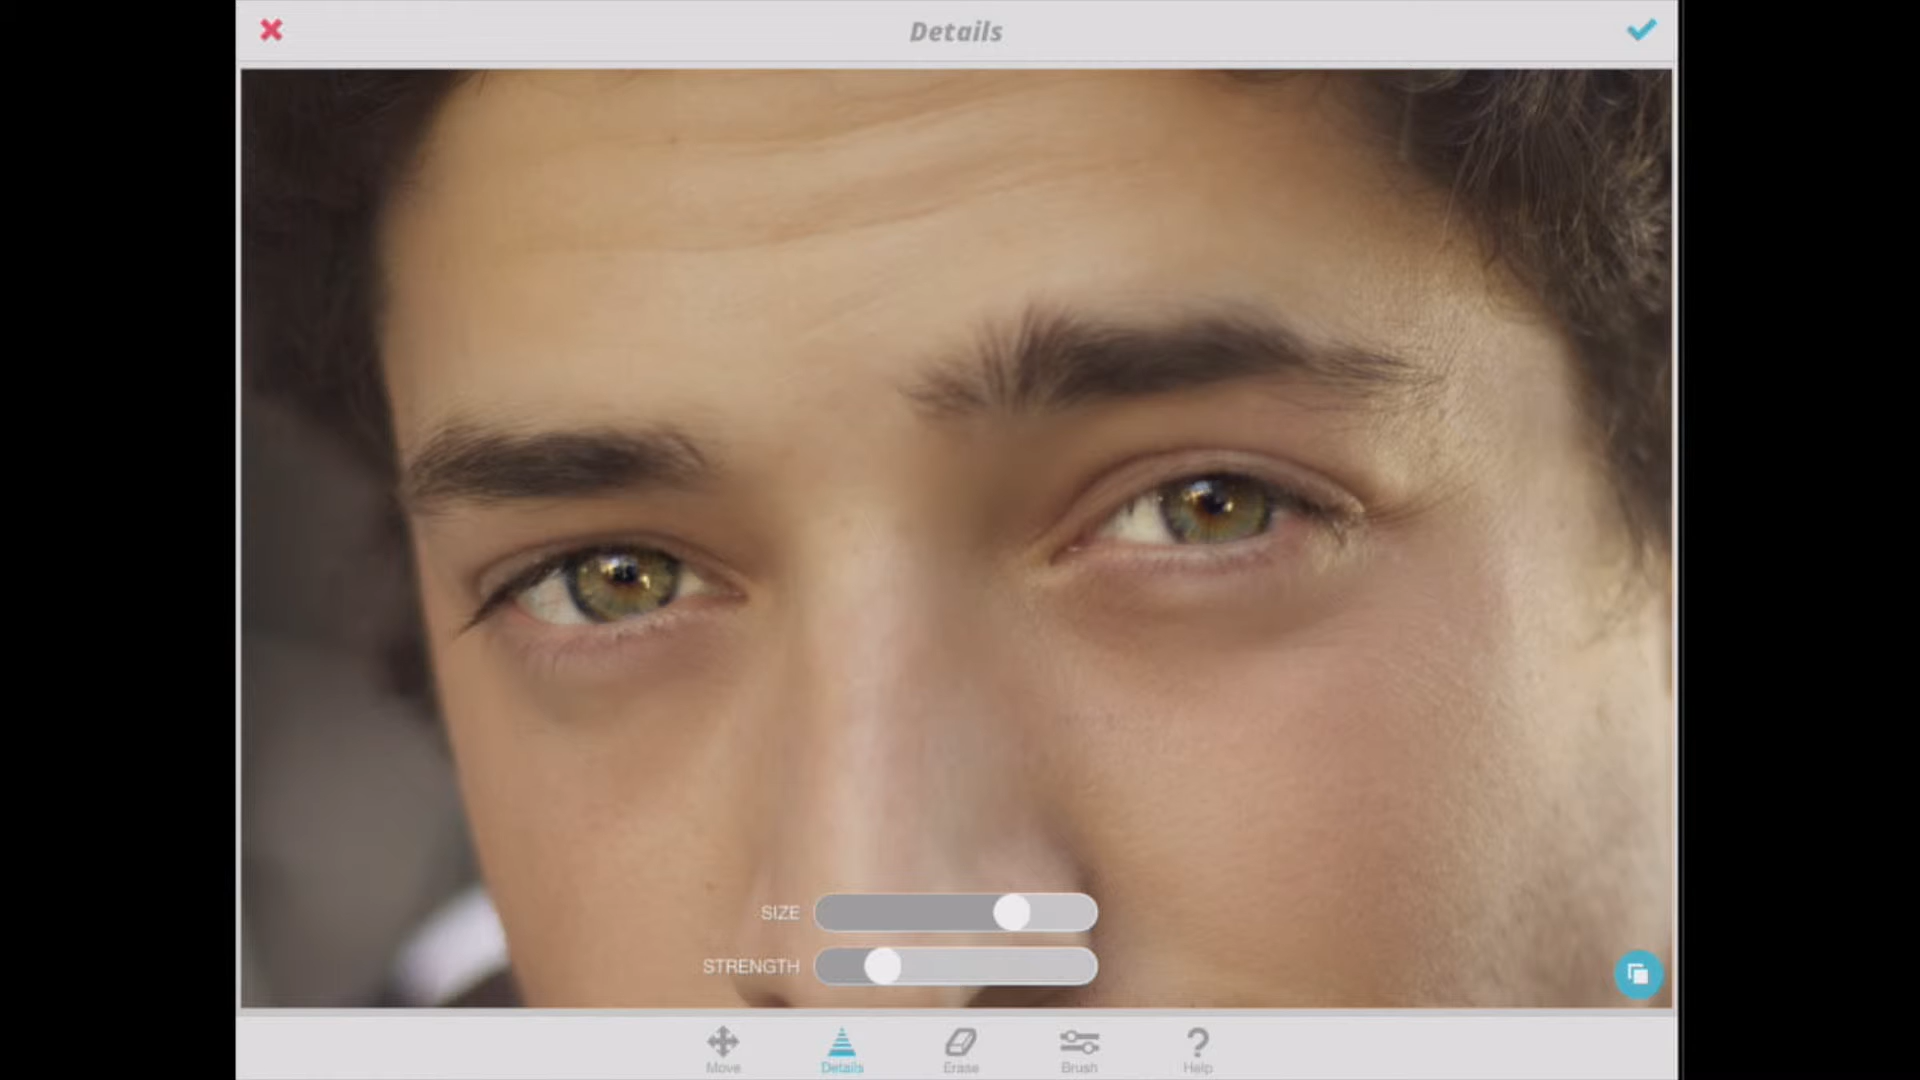 Details
SIZE
STRENGTH
Move
Details
Erase
Brush
Help